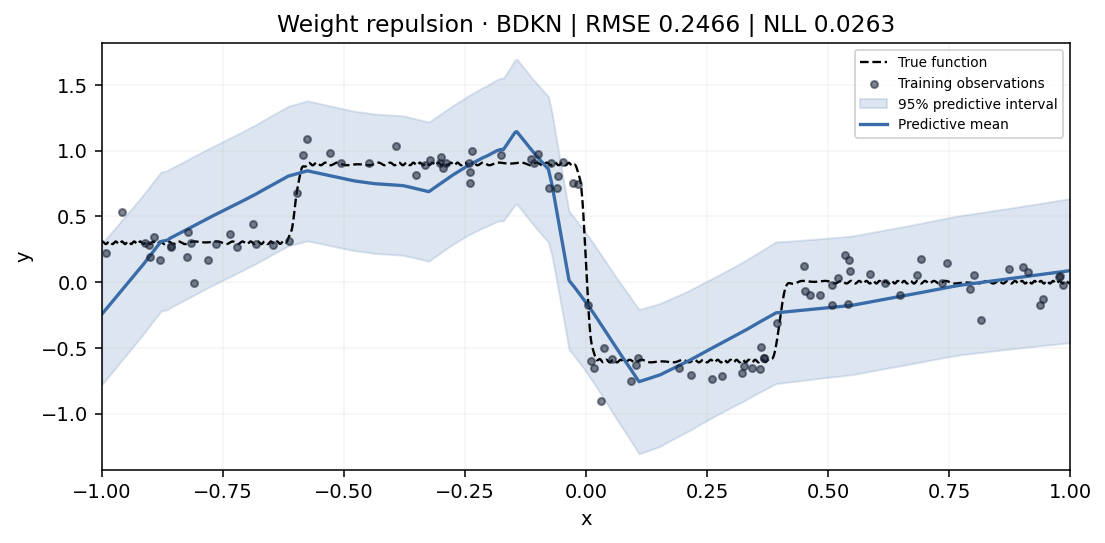 Weight repulsion · BDKN | RMSE 0.2466 | NLL 0.0263
True function
Training observations
95% predictive interval
Predictive mean
y
1.5
1.0
0.5
0.0
−0.5
−1.0
−1.00 −0.75 −0.50 −0.25 0.00 0.25 0.50 0.75 1.00
x